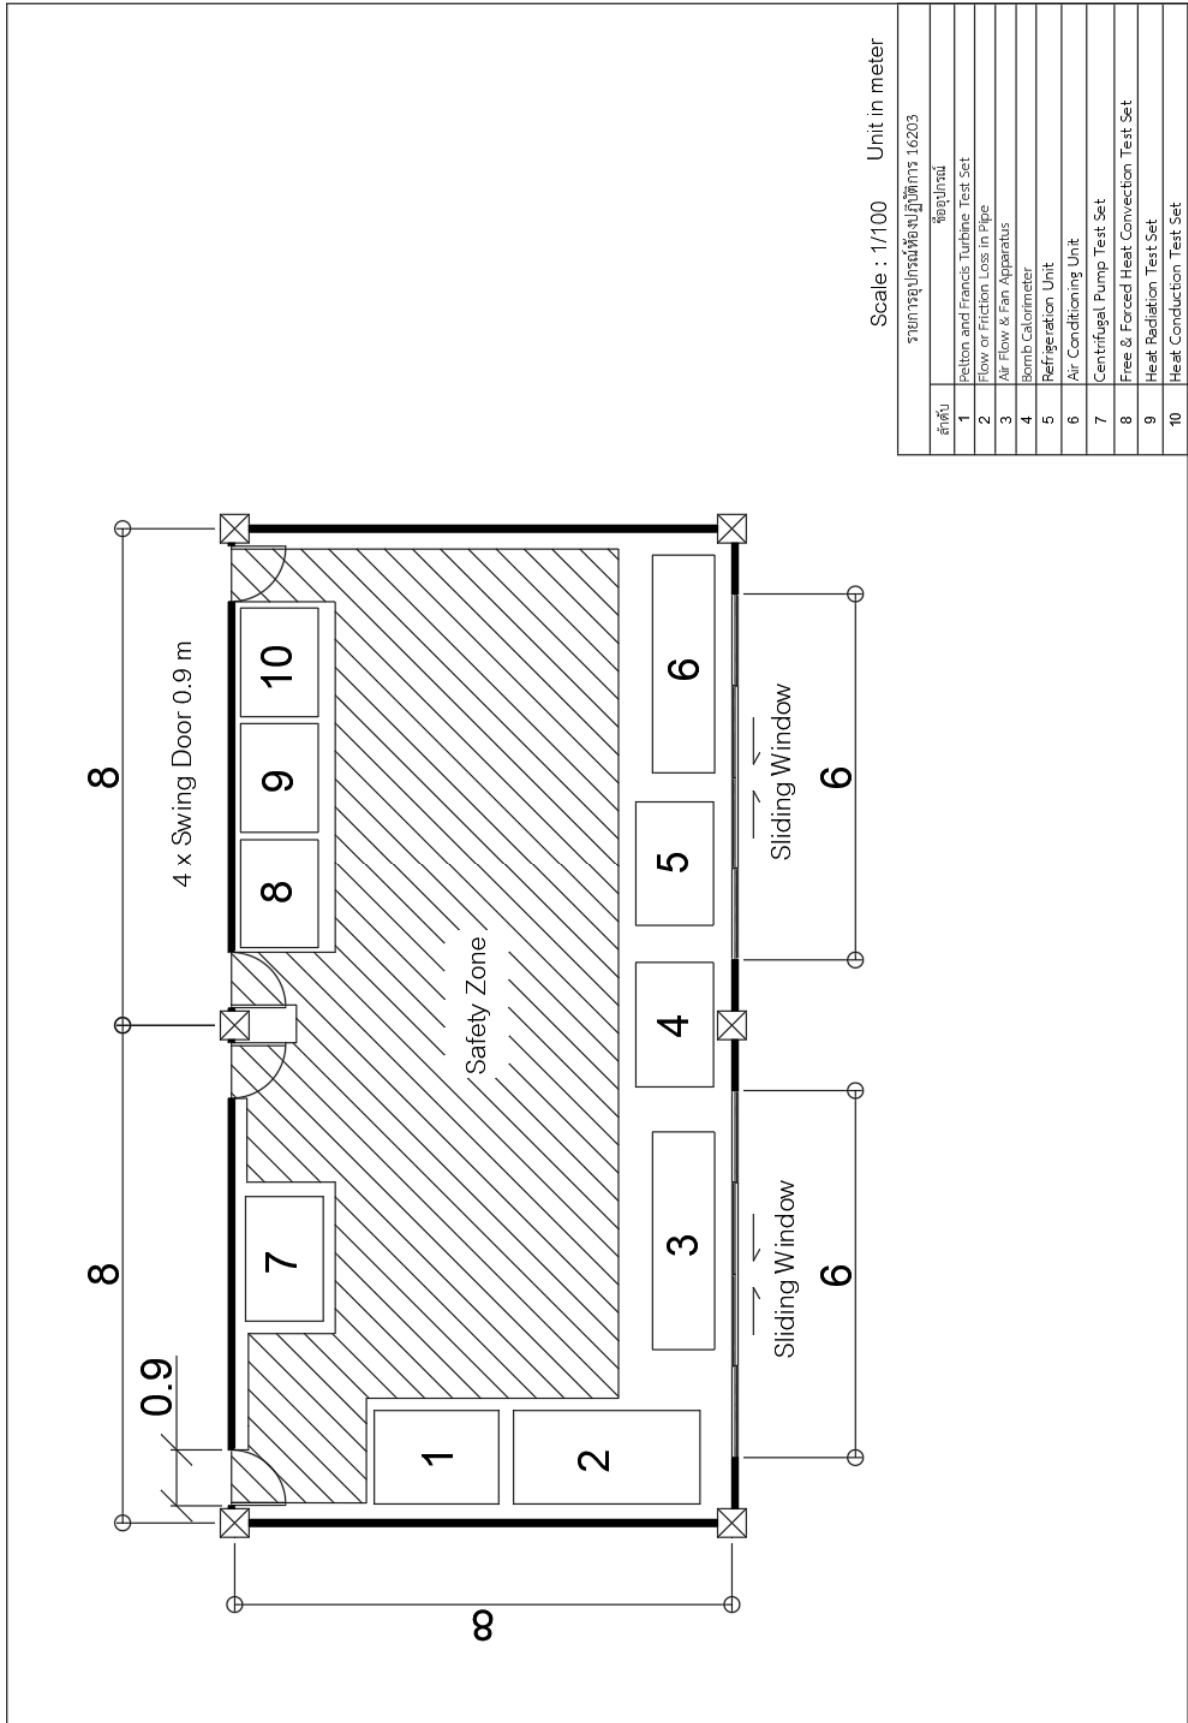 8
8
4 x Swing Door 0.9 m
0.9
8
7
8
9
10
Safety Zone
1
2
3
4
5
6
Sliding Window
Sliding Window
6
6
Scale : 1/100 Unit in meter
รายการอุปกรณ์ห้องปฏิบัติการ 16203
ลำดับ ชื่ออุปกรณ์
1 Pelton and Francis Turbine Test Set
2 Flow or Friction Loss in Pipe
3 Air Flow & Fan Apparatus
4 Bomb Calorimeter
5 Refrigeration Unit
6 Air Conditioning Unit
7 Centrifugal Pump Test Set
8 Free & Forced Heat Convection Test Set
9 Heat Radiation Test Set
10 Heat Conduction Test Set